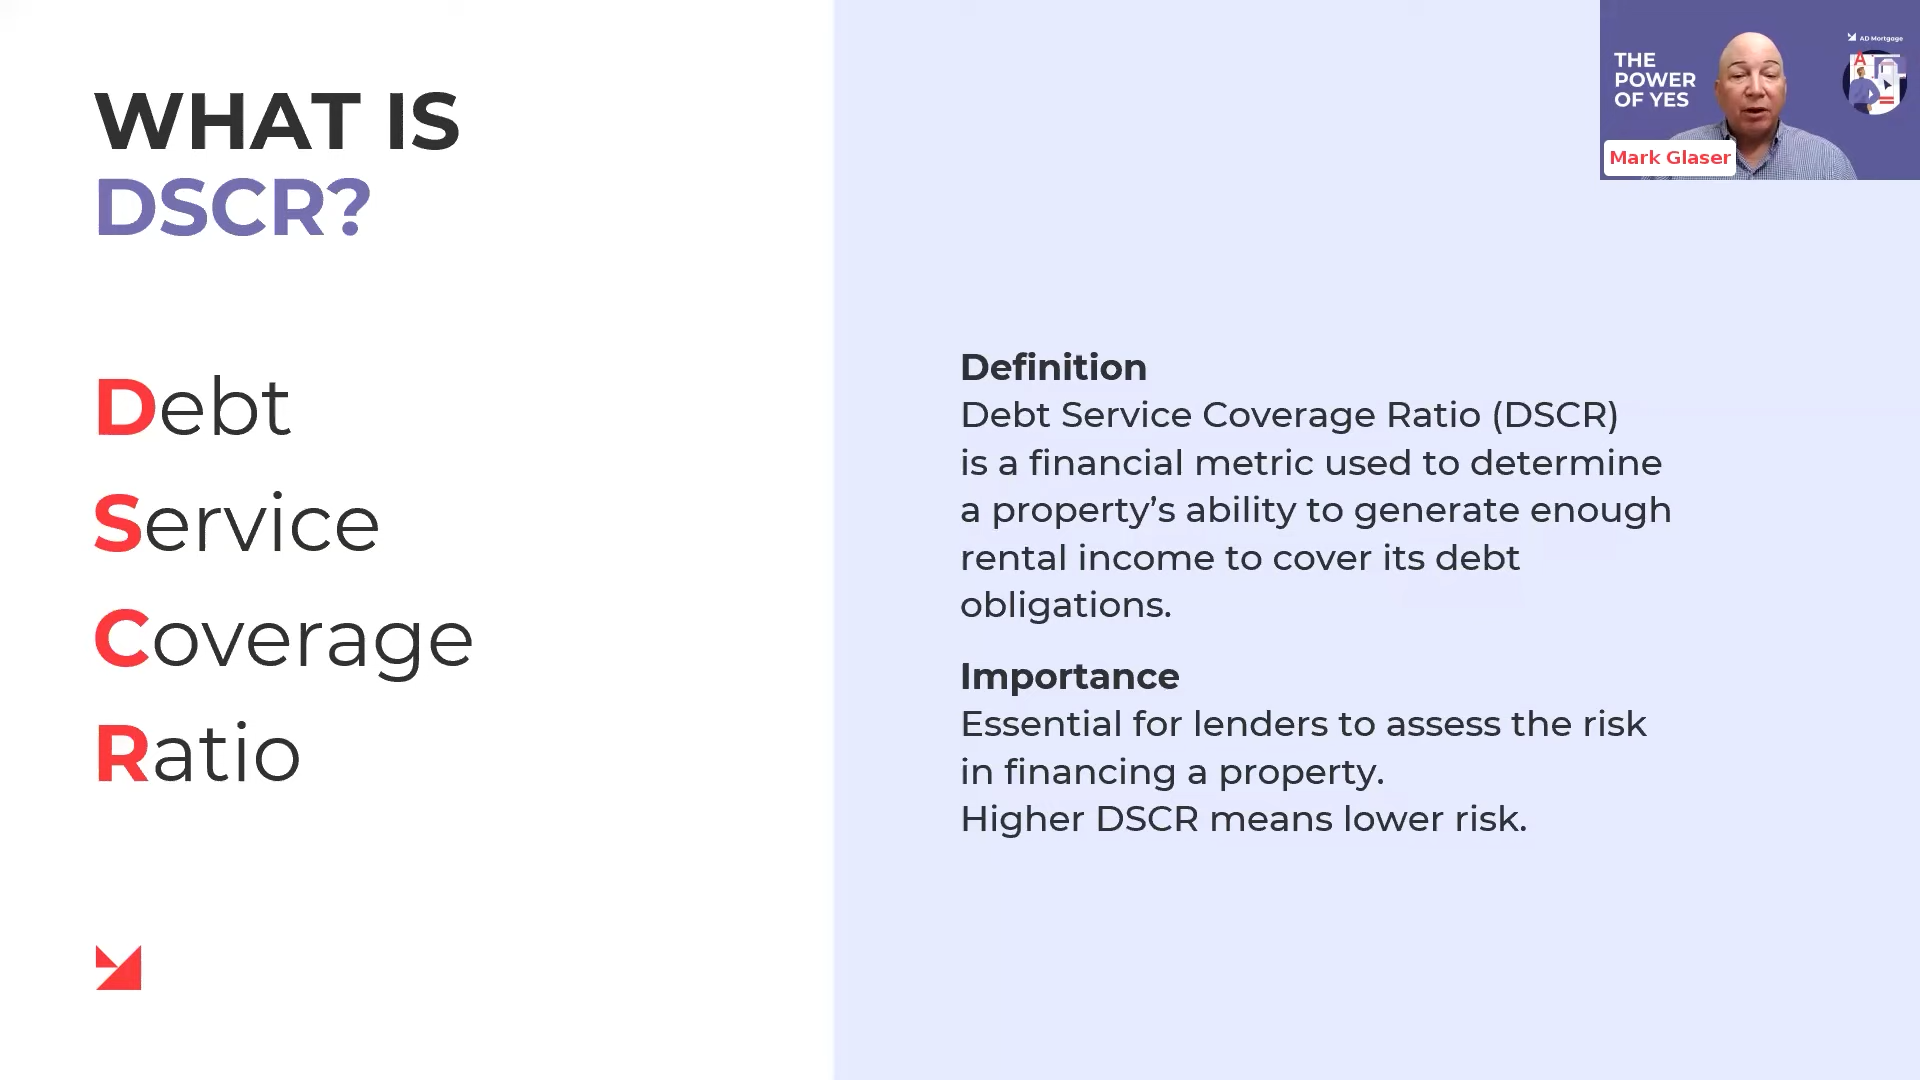 WHAT IS
DSCR?
Debt
Service
Coverage
Ratio
Definition
Debt Service Coverage Ratio (DSCR)
is a financial metric used to determine
a property’s ability to generate enough
rental income to cover its debt
obligations.
Importance
Essential for lenders to assess the risk
in financing a property.
Higher DSCR means lower risk.
THE
POWER
OF YES
AD Mortgage
A
Mark Glaser